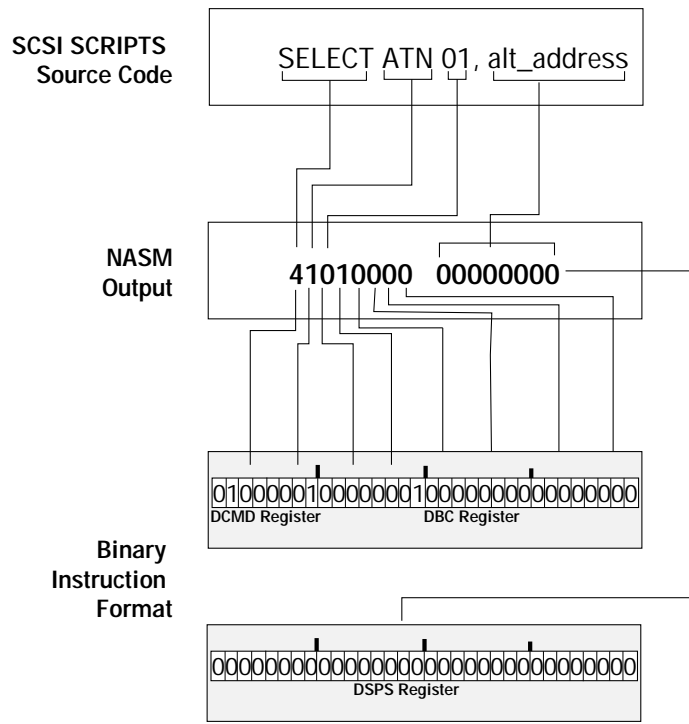 SCSI SCRIPTS
Source Code
SELECT ATN 01, alt_address
NASM
Output
41010000 00000000
01000001000000010000000000000000
DCMD Register DBC Register
Binary
Instruction
Format
00000000000000000000000000000000
DSPS Register